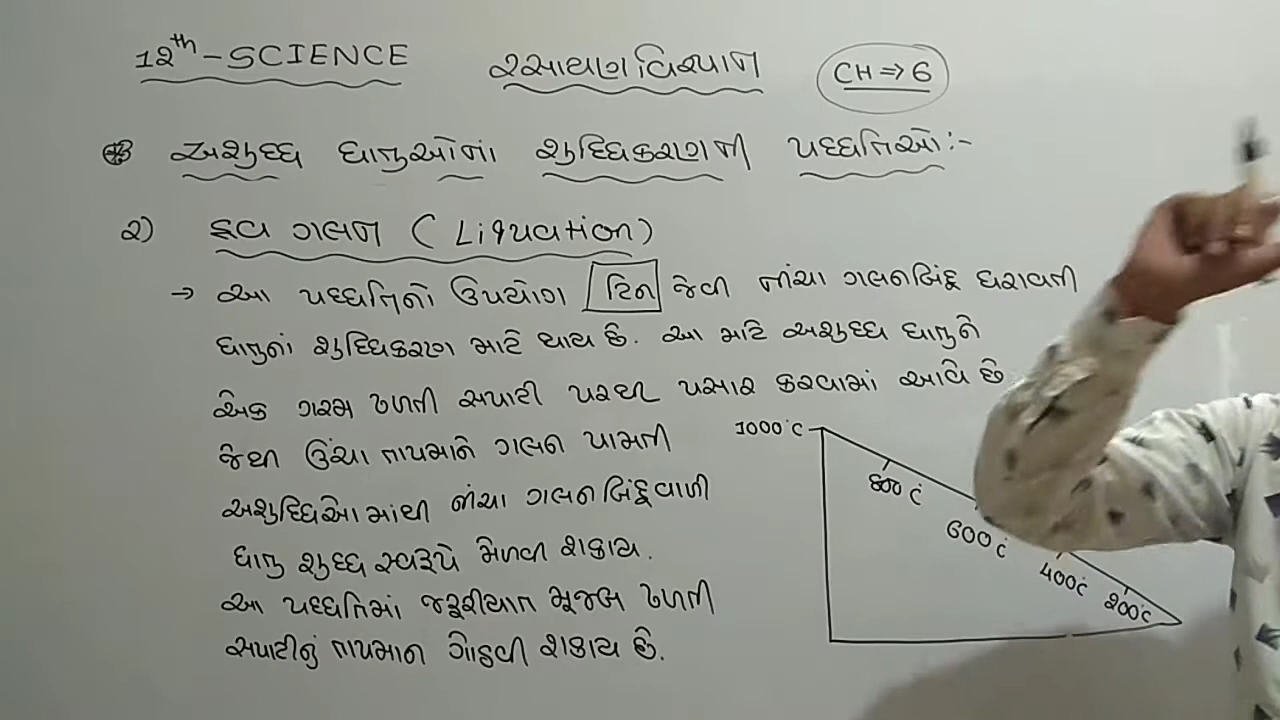 12th - SCIENCE રસાયણ વિજ્ઞાન CH ⇒ 6
અશુદ્ધ ધાતુઓનાં શુદ્ધિકરણની પદ્ધતિઓ :-
૨) દ્રવ ગલન ( Liquation )
→ આ પદ્ધતિનો ઉપયોગ ટિન જેવી નીચા ગલનબિંદુ ધરાવતી
ધાતુનાં શુદ્ધિકરણ માટે થાય છે. આ માટે અશુદ્ધ ધાતુને
એક ગરમ ઢળતી સપાટી પરથી પસાર કરવામાં આવે છે
જેથી ઉંચા તાપમાને ગલન પામતી
અશુદ્ધિઓમાંથી નીચા ગલનબિંદુવાળી
ધાતુ શુદ્ધ સ્વરૂપે મેળવી શકાય.
આ પદ્ધતિમાં જરૂરીયાત મૂજબ ઢળતી
સપાટીનું તાપમાન ગોઠવી શકાય છે.
1000°C
800°C
600°C
400°C
200°C